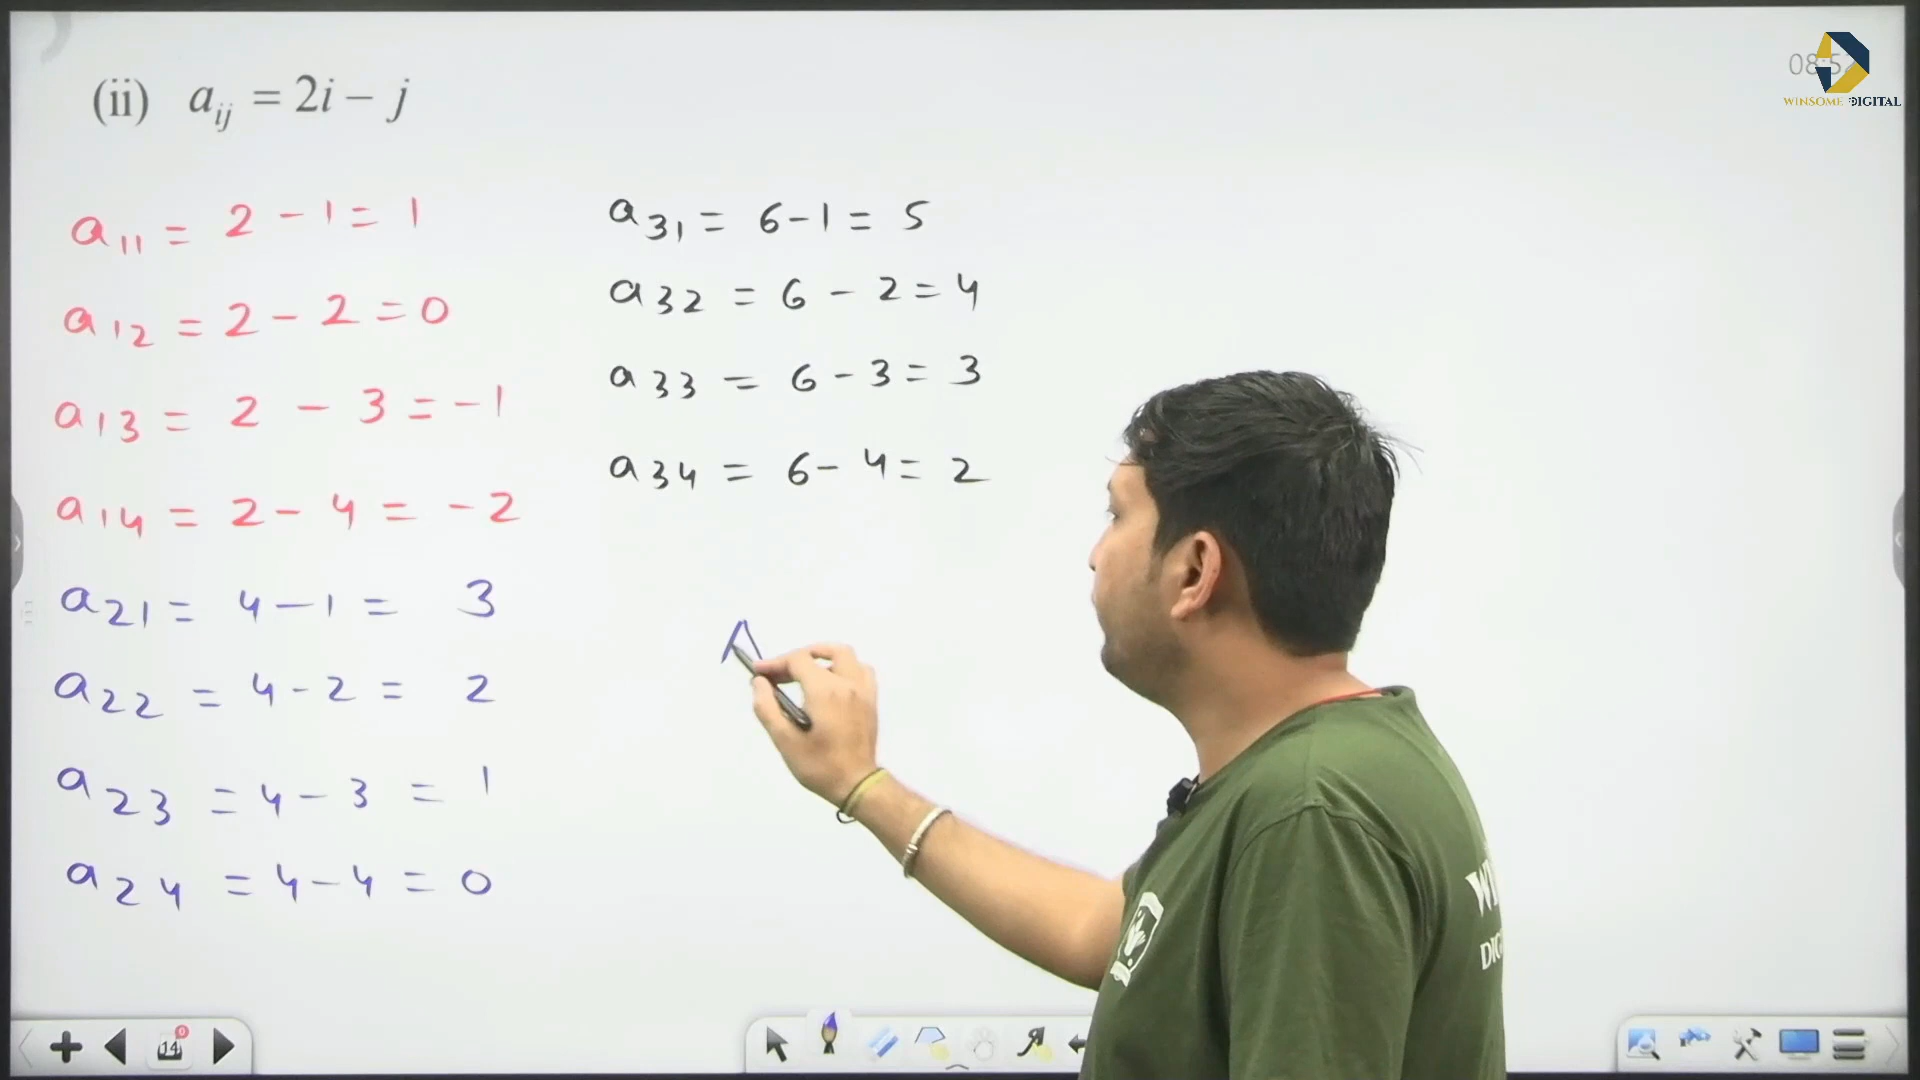 (ii) aᵢⱼ = 2i − j
a₁₁ = 2 − 1 = 1
a₁₂ = 2 − 2 = 0
a₁₃ = 2 − 3 = −1
a₁₄ = 2 − 4 = −2
a₂₁ = 4 − 1 = 3
a₂₂ = 4 − 2 = 2
a₂₃ = 4 − 3 = 1
a₂₄ = 4 − 4 = 0
a₃₁ = 6 − 1 = 5
a₃₂ = 6 − 2 = 4
a₃₃ = 6 − 3 = 3
a₃₄ = 6 − 4 = 2
A
WINSOME DIGITAL
14
0